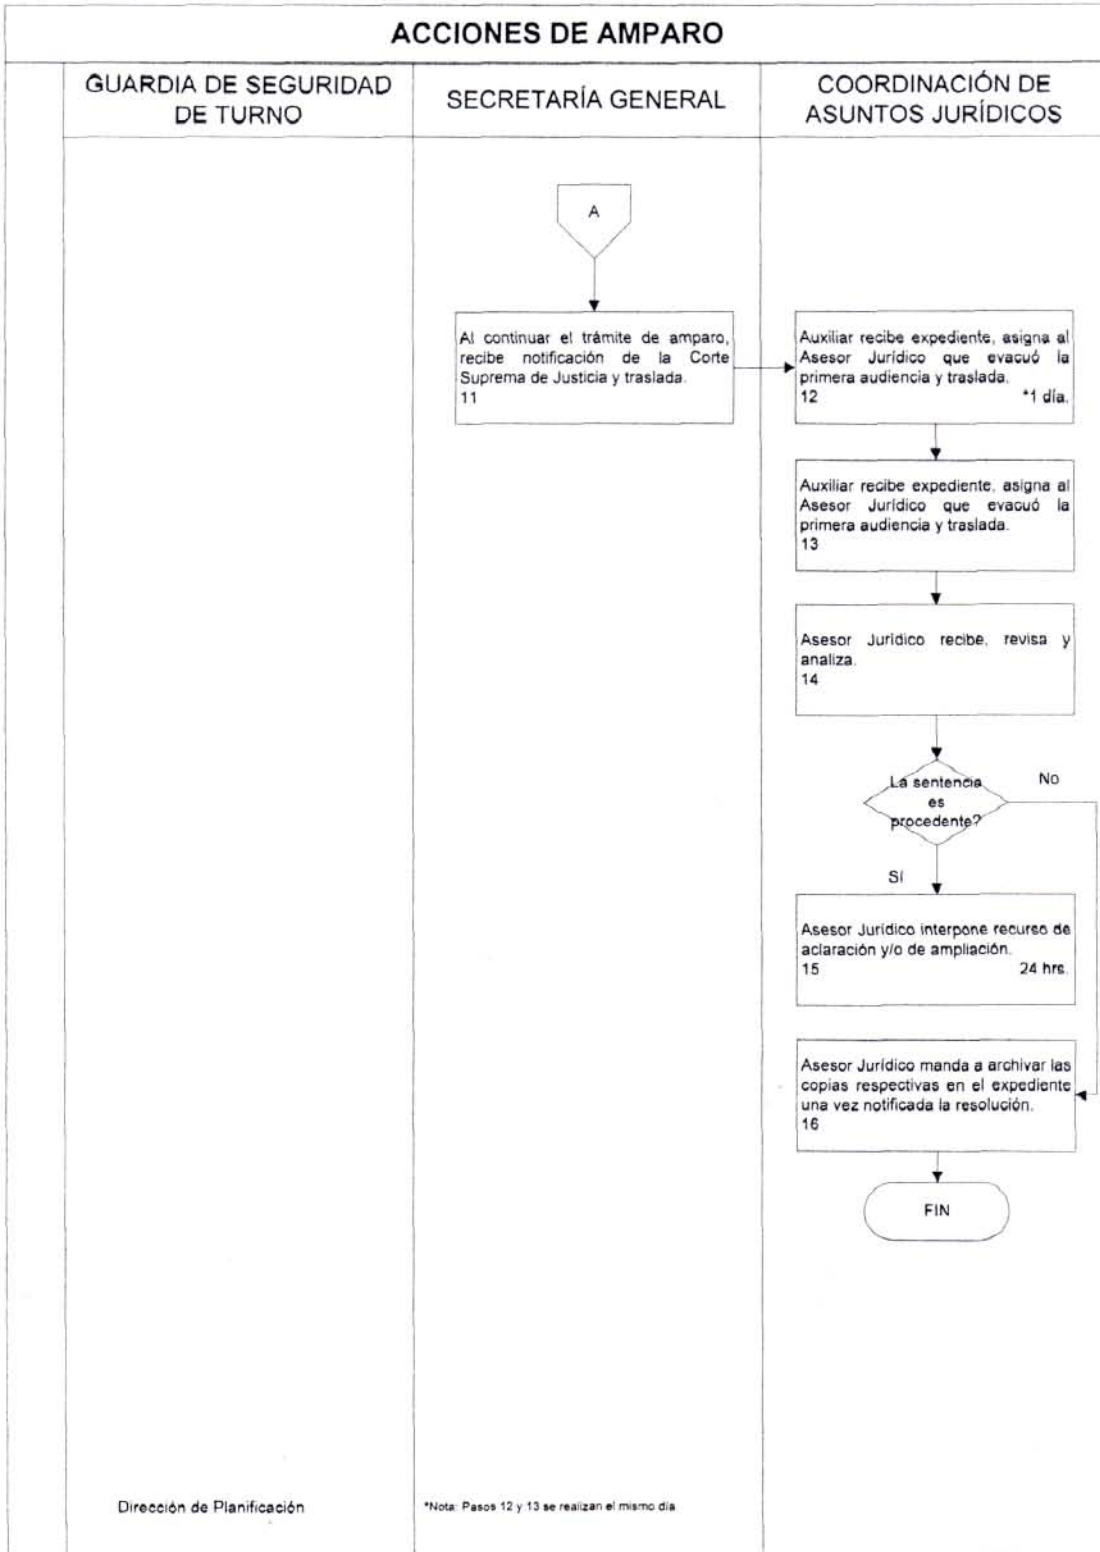 ACCIONES DE AMPARO
GUARDIA DE SEGURIDAD
DE TURNO
SECRETARÍA GENERAL
COORDINACIÓN DE
ASUNTOS JURÍDICOS
A
Al continuar el trámite de amparo,
recibe notificación de la Corte
Suprema de Justicia y traslada.
11
Auxiliar recibe expediente, asigna al
Asesor Jurídico que evacuó la
primera audiencia y traslada.
12 *1 día.
Auxiliar recibe expediente, asigna al
Asesor Jurídico que evacuó la
primera audiencia y traslada.
13
Asesor Jurídico recibe, revisa y
analiza.
14
La sentencia
es
procedente?
No
SÍ
Asesor Jurídico interpone recurso de
aclaración y/o de ampliación.
15 24 hrs.
Asesor Jurídico manda a archivar las
copias respectivas en el expediente
una vez notificada la resolución.
16
FIN
Dirección de Planificación
*Nota: Pasos 12 y 13 se realizan el mismo día